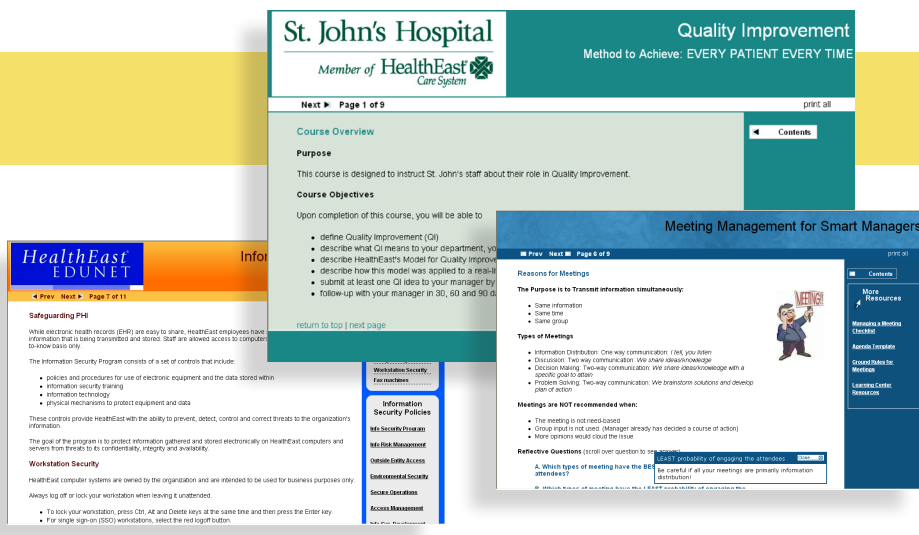 St. John's Hospital
Member of HealthEast
Care System
Quality Improvement
Method to Achieve: EVERY PATIENT EVERY TIME
Next Page 1 of 9
print all
Contents
Course Overview
Purpose
This course is designed to instruct St. John's staff about their role in Quality Improvement.
Course Objectives
Upon completion of this course, you will be able to
define Quality Improvement (QI)
describe what QI means to your department, yo
describe HealthEast's Model for Quality Improve
describe how this model was applied to a real-li
submit at least one QI idea to your manager by
follow-up with your manager in 30, 60 and 90 da
return to top | next page
HealthEast
EDUNET
Infor
Prev Next Page 7 of 11
Safeguarding PHI
While electronic health records (EHR) are easy to share, HealthEast employees have
information that is being transmitted and stored. Staff are allowed access to computers
to-know basis only.
The Information Security Program consists of a set of controls that include:
policies and procedures for use of electronic equipment and the data stored within
information security training
information technology
physical mechanisms to protect equipment and data
These controls provide HealthEast with the ability to prevent, detect, control and correct threats to the organization's
information.
The goal of the program is to protect information gathered and stored electronically on HealthEast computers and
servers from threats to its confidentiality, integrity and availability.
Workstation Security
HealthEast computer systems are owned by the organization and are intended to be used for business purposes only.
Always log off or lock your workstation when leaving it unattended.
To lock your workstation, press Ctrl, Alt and Delete keys at the same time and then press the Enter key.
For single sign-on (SSO) workstations, select the red logoff button.
Workstation Security
Fax machines
Information
Security Policies
Info Security Program
Info Risk Management
Outside Entity Access
Environmental Security
Secure Operations
Access Management
Info Sys. Development
Meeting Management for Smart Managers
Prev Next Page 6 of 9
print all
Contents
More
Resources
Managing a Meeting
Checklist
Agenda Template
Ground Rules for
Meetings
Learning Center
Resources
Reasons for Meetings
The Purpose is to Transmit information simultaneously:
Same information
Same time
Same group
MEETING!!
Types of Meetings
Information Distribution: One way communication: I tell, you listen
Discussion: Two way communication: We share ideas/knowledge
Decision Making: Two-way communication: We share ideas/knowledge with a
specific goal to attain
Problem Solving: Two-way communication: We brainstorm solutions and develop
plan of action
Meetings are NOT recommended when:
The meeting is not need-based
Group input is not used. (Manager already has decided a course of action)
More opinions would cloud the issue
Reflective Questions (scroll over question to see answer)
A. Which types of meeting have the BES
attendees?
B. Which types of meeting have the LEAST probability of engaging the
LEAST probability of engaging the attendees
Close
Be careful if all your meetings are primarily information
distribution!